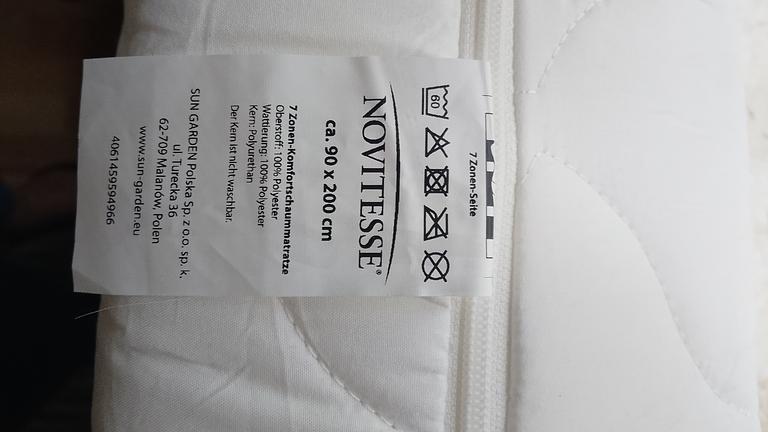 7 Zonen-Seite
60
NOVITESSE®
ca. 90 x 200 cm
7 Zonen-Komfortschaummatratze
Oberstoff: 100% Polyester
Wattierung: 100% Polyester
Kern: Polyurethan
Der Kern ist nicht waschbar.
SUN GARDEN Polska Sp. z o.o. sp. k.
ul. Turecka 36
62-709 Malanów, Polen
www.sun-garden.eu
4061459594966